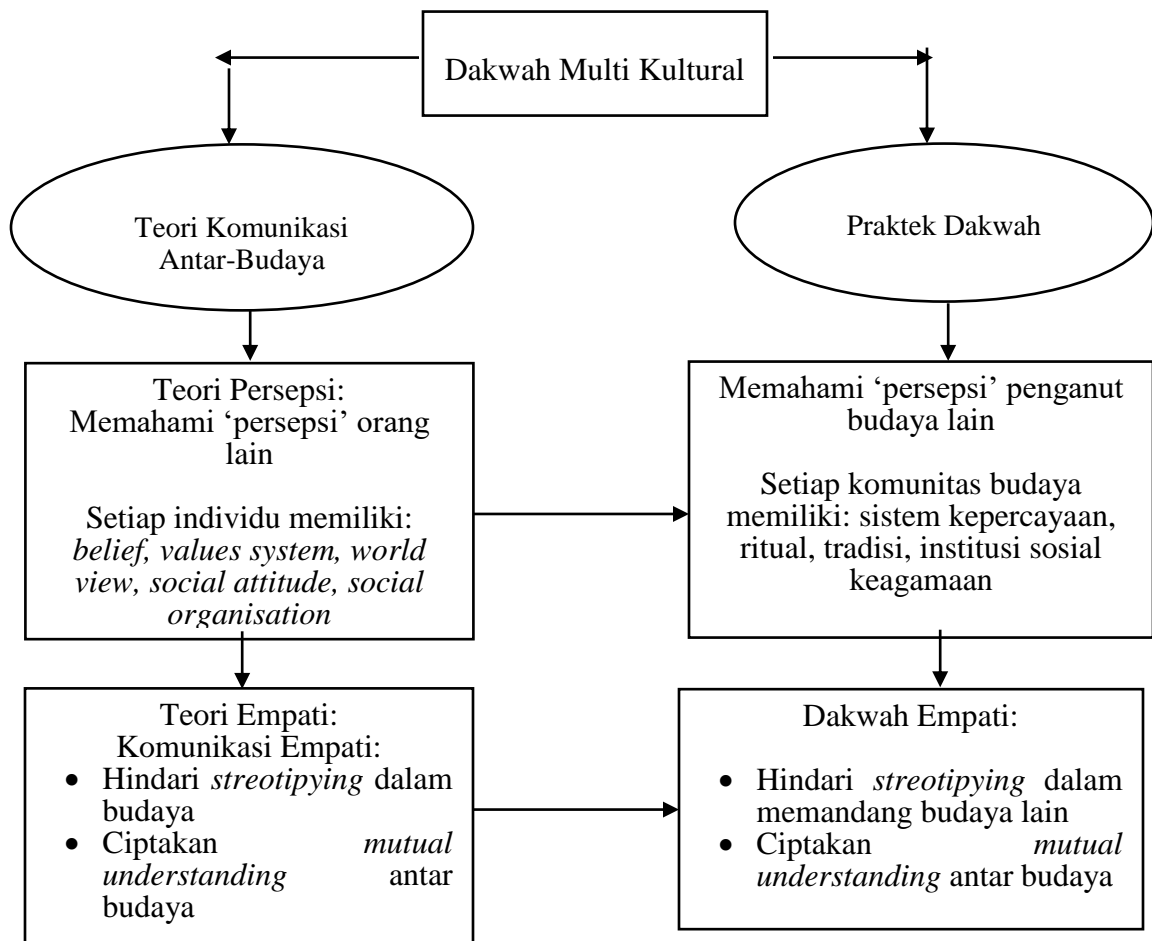 Dakwah Multi Kultural
Teori Komunikasi
Antar-Budaya
Praktek Dakwah
Teori Persepsi:
Memahami ‘persepsi’ orang
lain
Setiap individu memiliki:
belief, values system, world
view, social attitude, social
organisation
Memahami ‘persepsi’ penganut
budaya lain
Setiap komunitas budaya
memiliki: sistem kepercayaan,
ritual, tradisi, institusi sosial
keagamaan
Teori Empati:
Komunikasi Empati:
• Hindari streotipying dalam
budaya
• Ciptakan mutual
understanding antar
budaya
Dakwah Empati:
• Hindari streotipying dalam
memandang budaya lain
• Ciptakan mutual
understanding antar budaya